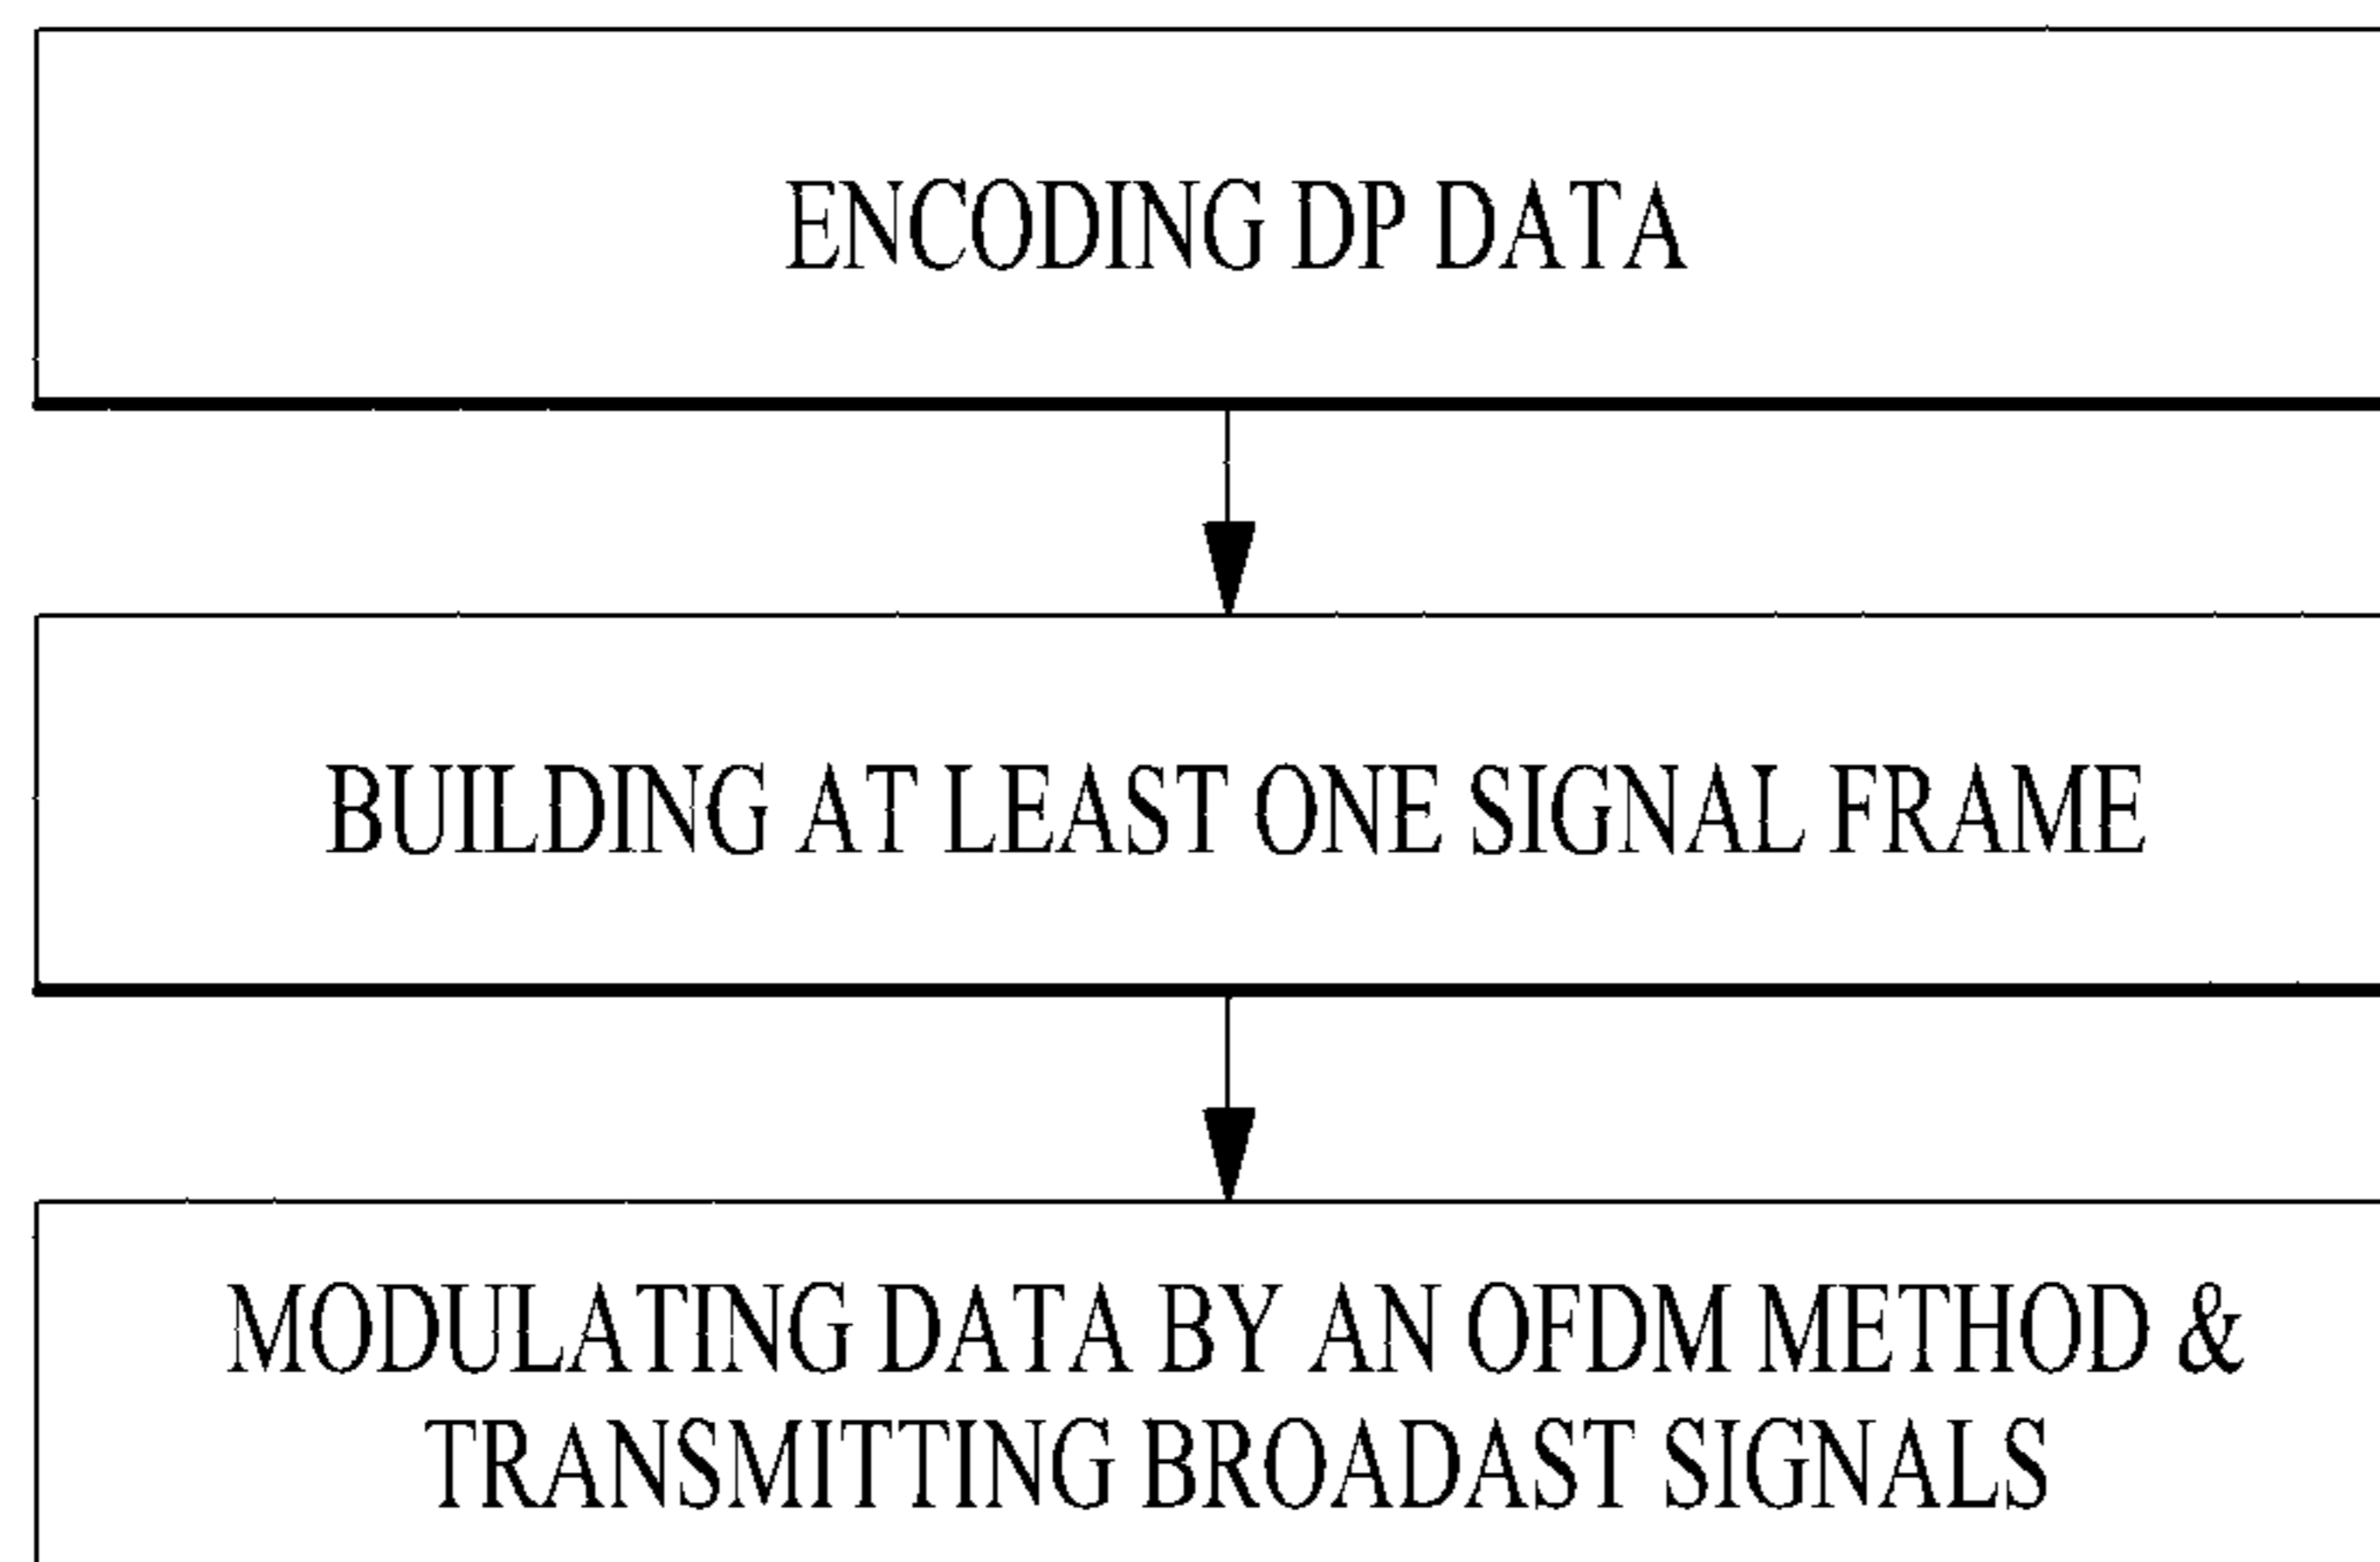 ENCODING DP DATA
BUILDING AT LEAST ONE SIGNAL FRAME
MODULATING DATA BY AN OFDM METHOD &
TRANSMITTING BROADAST SIGNALS